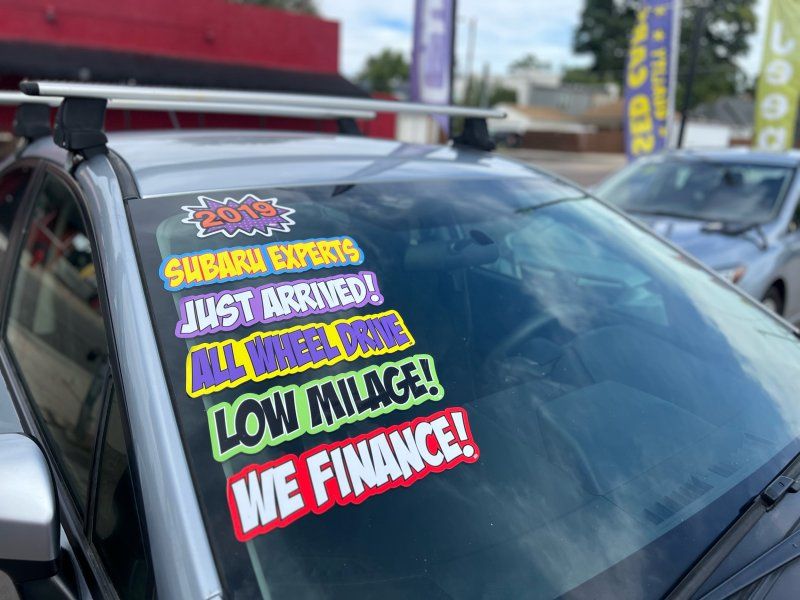 2019
SUBARU EXPERTS
JUST ARRIVED!
ALL WHEEL DRIVE
LOW MILAGE!
WE FINANCE!